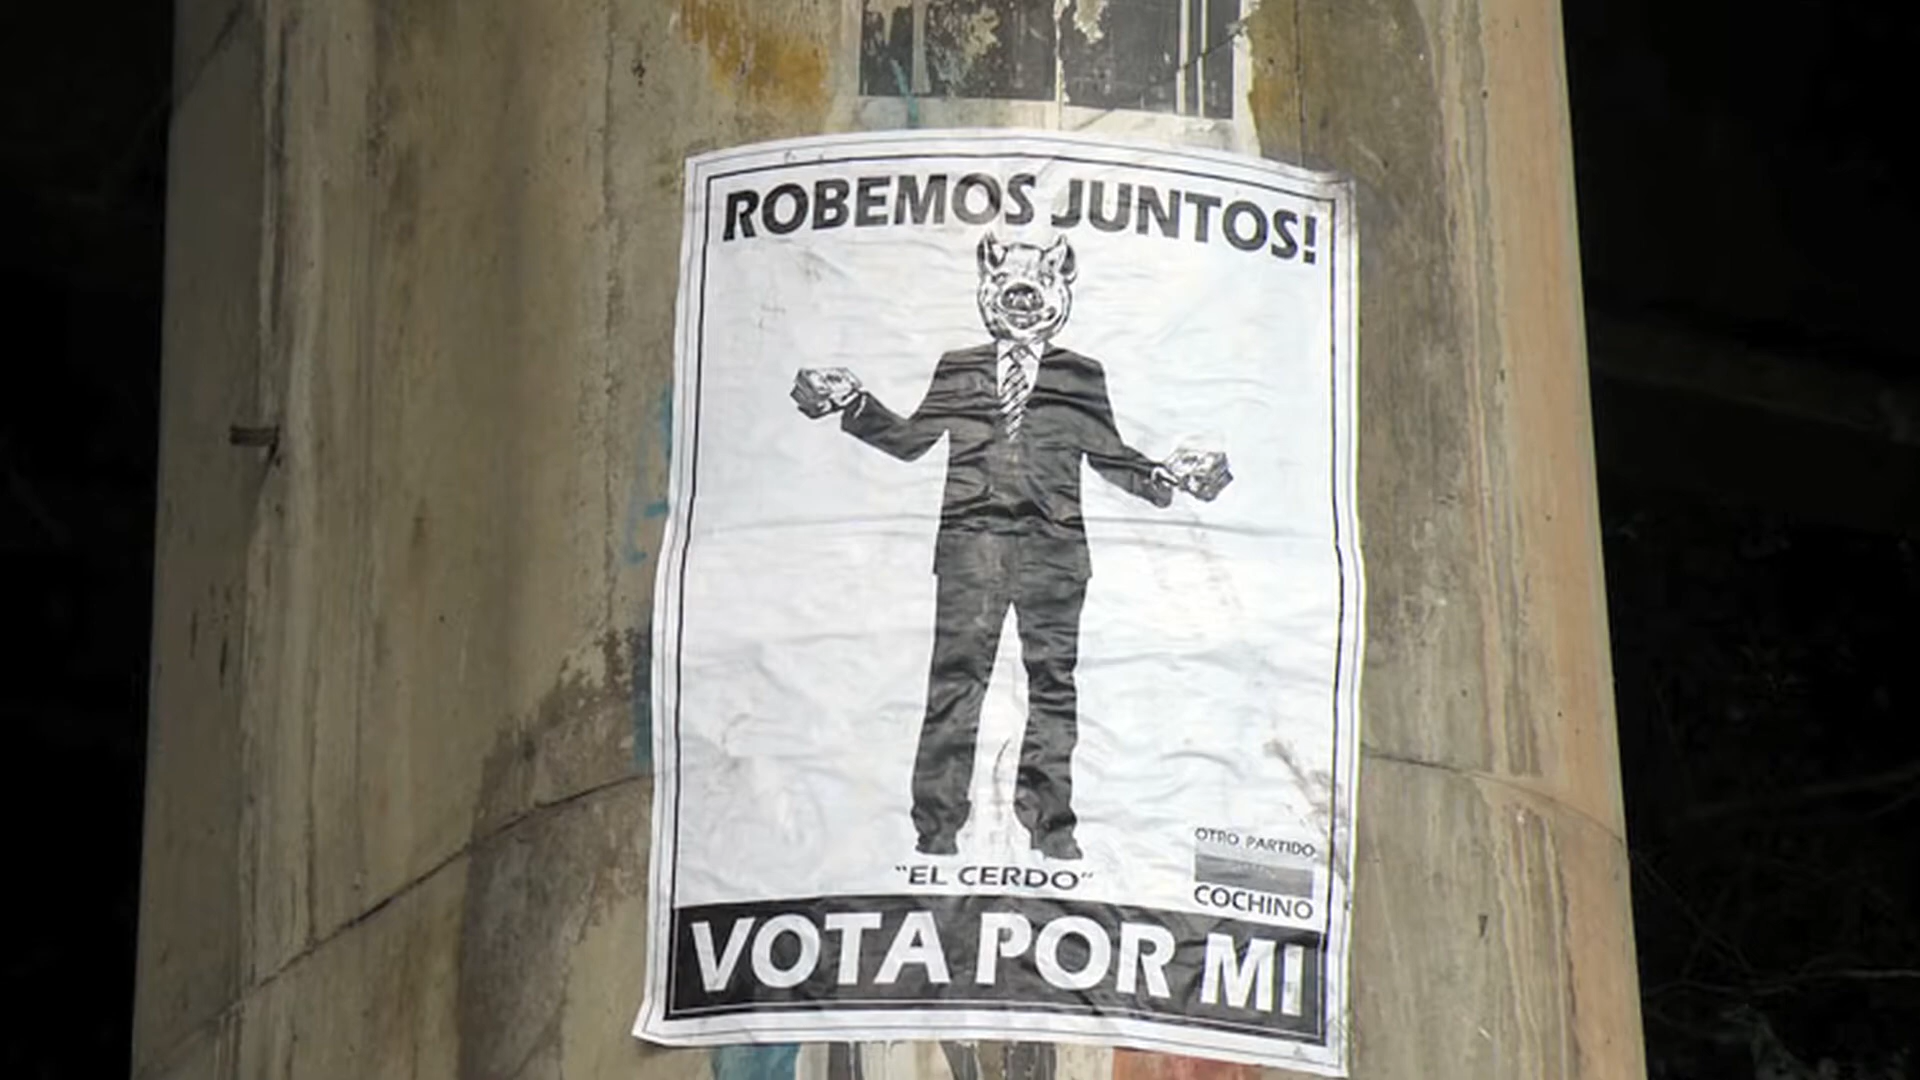 ROBEMOS JUNTOS!
"EL CERDO"
OTRO PARTIDO
COCHINO
VOTA POR MI